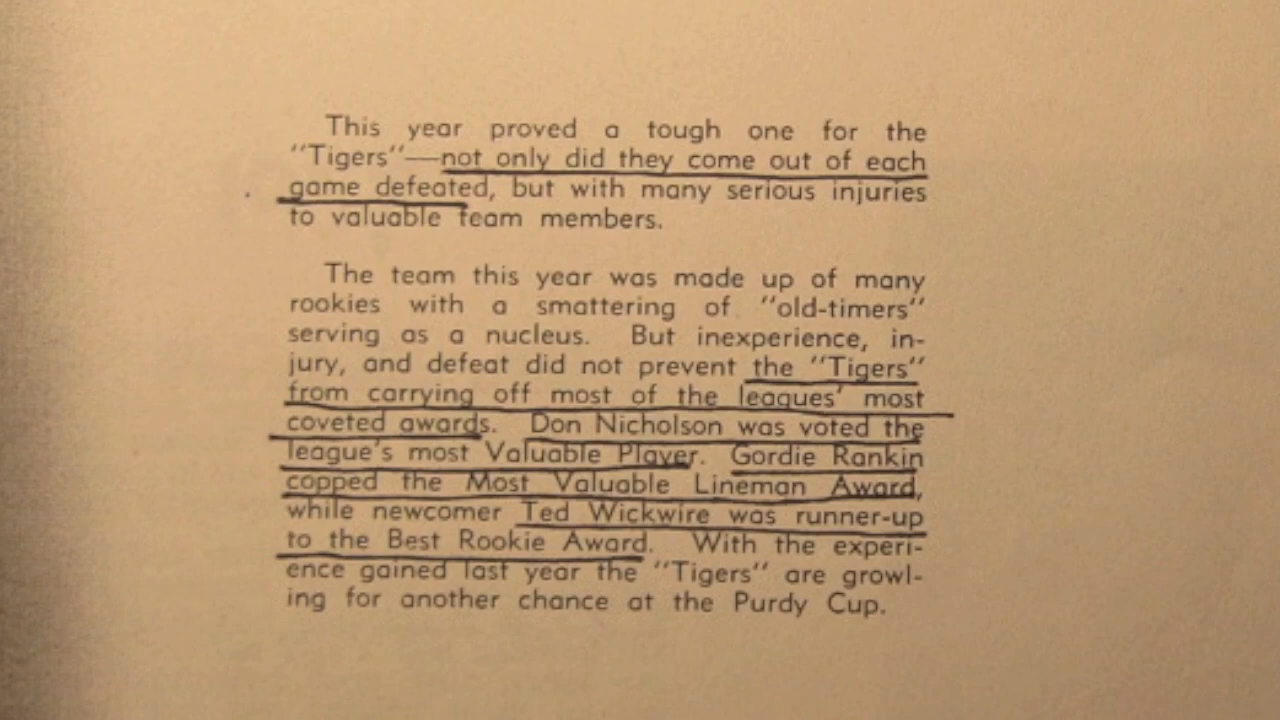 This year proved a tough one for the
"Tigers"—not only did they come out of each
game defeated, but with many serious injuries
to valuable team members.
The team this year was made up of many
rookies with a smattering of "old-timers"
serving as a nucleus. But inexperience, in-
jury, and defeat did not prevent the "Tigers"
from carrying off most of the leagues' most
coveted awards. Don Nicholson was voted the
league's most Valuable Player. Gordie Rankin
copped the Most Valuable Lineman Award,
while newcomer Ted Wickwire was runner-up
to the Best Rookie Award. With the experi-
ence gained last year the "Tigers" are growl-
ing for another chance at the Purdy Cup.